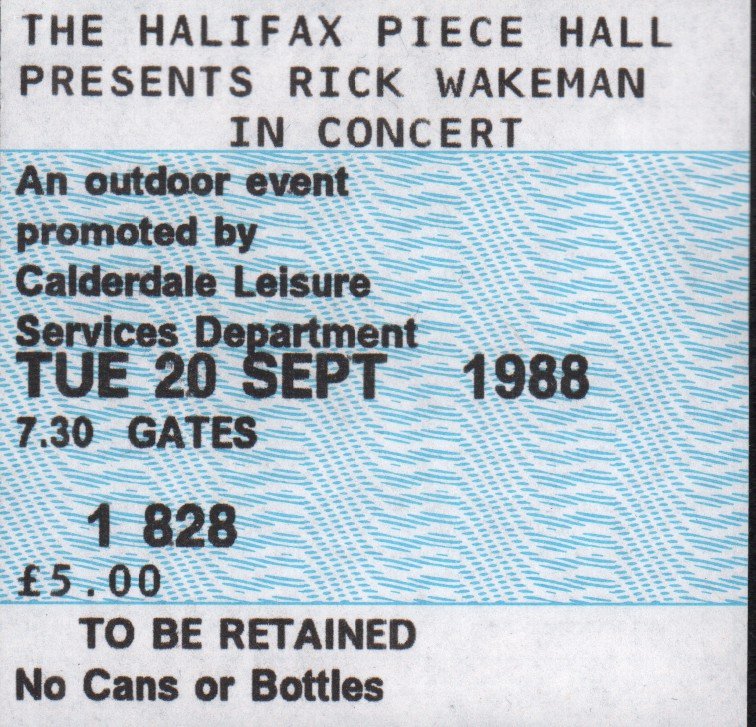 THE HALIFAX PIECE HALL
PRESENTS RICK WAKEMAN
IN CONCERT
An outdoor event
promoted by
Calderdale Leisure
Services Department
TUE 20 SEPT 1988
7.30 GATES
1 828
£5.00
TO BE RETAINED
No Cans or Bottles